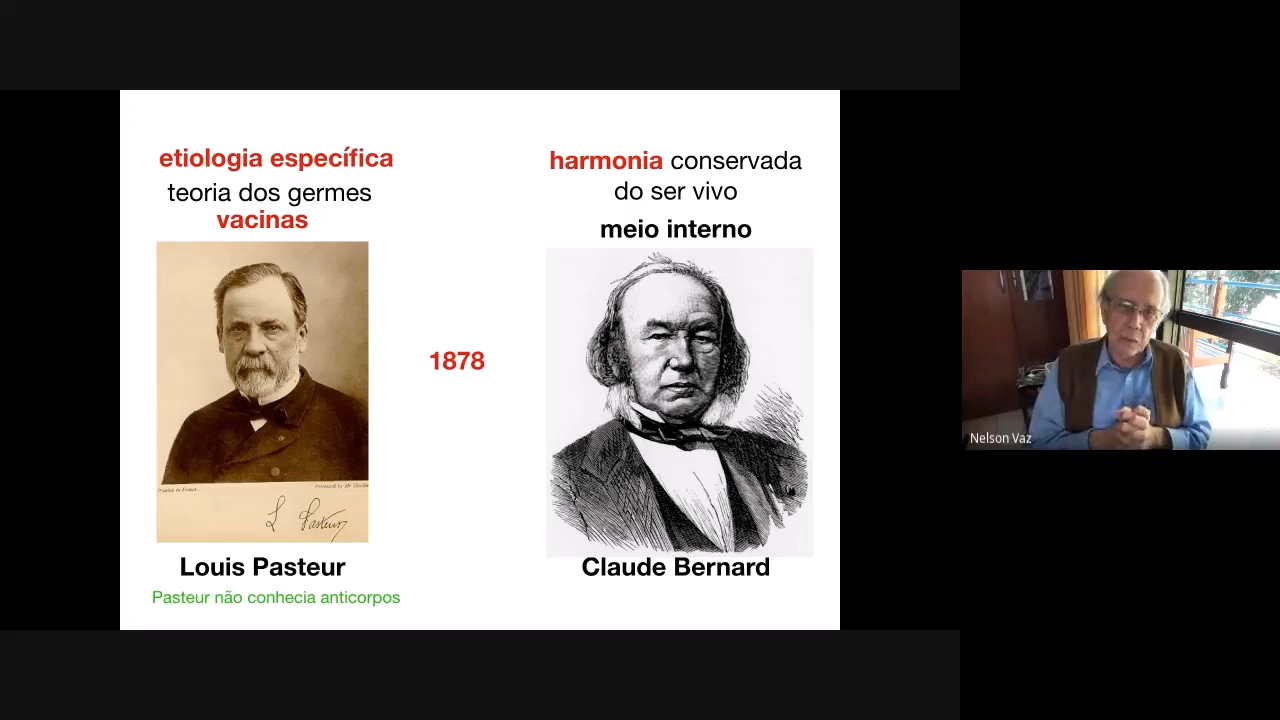 etiologia específica
teoria dos germes
vacinas
harmonia conservada
do ser vivo
meio interno
1878
L Pasteur
Louis Pasteur
Pasteur não conhecia anticorpos
Claude Bernard
Nelson Vaz